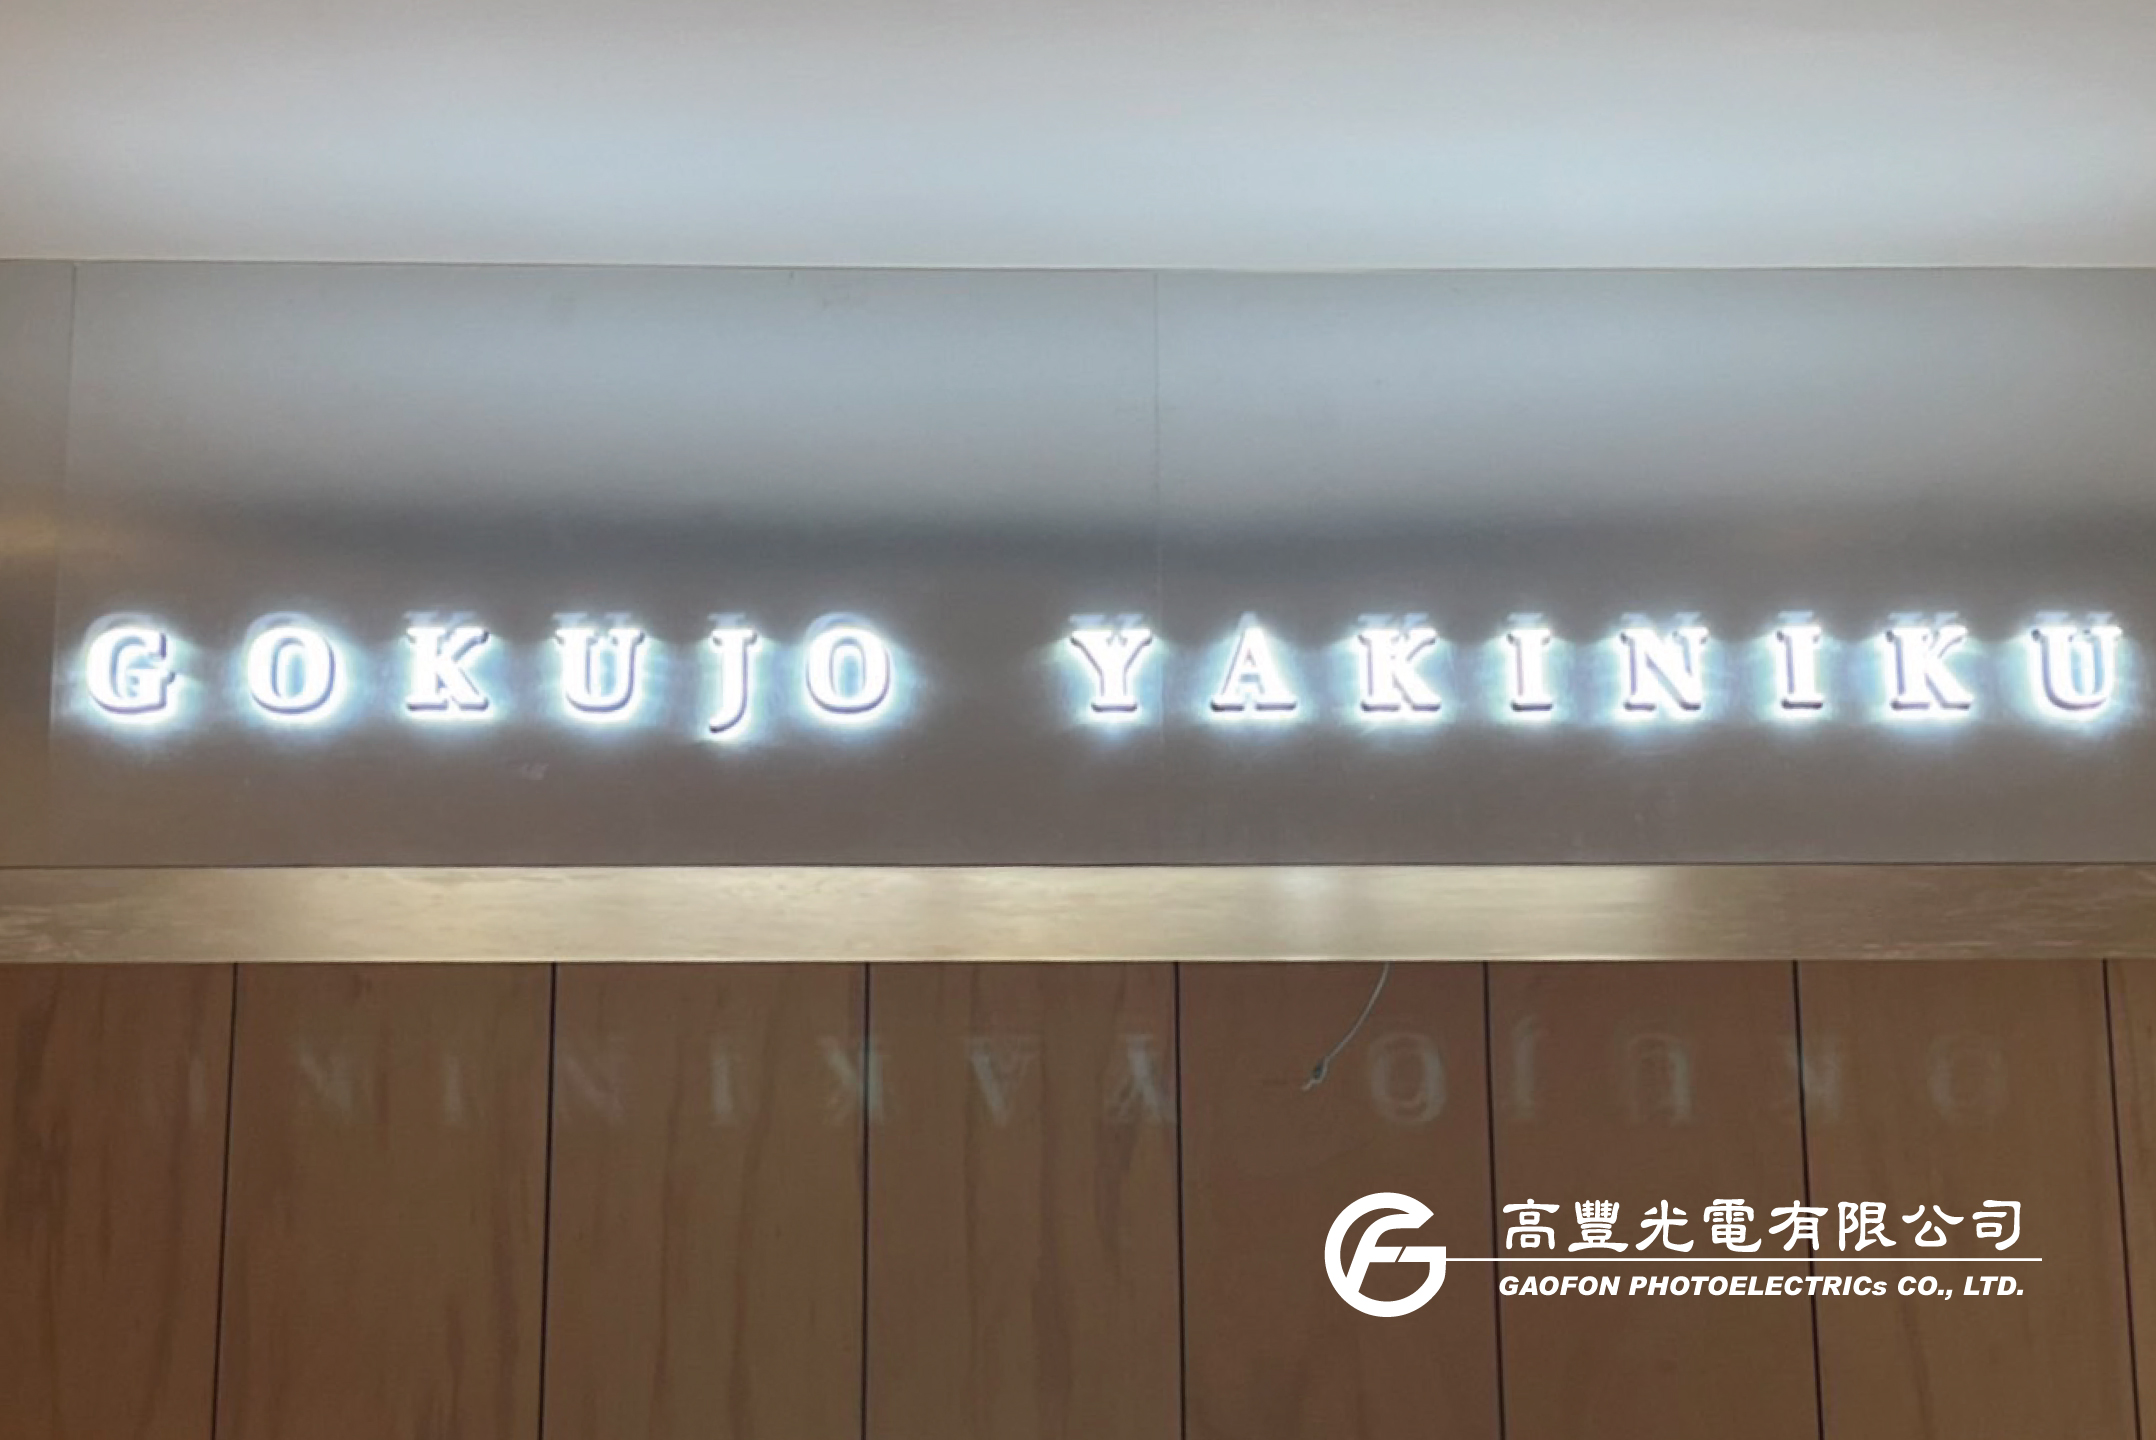 GOKUJO YAKINIKU
高豐光電有限公司
GAOFON PHOTOELECTRICs CO., LTD.